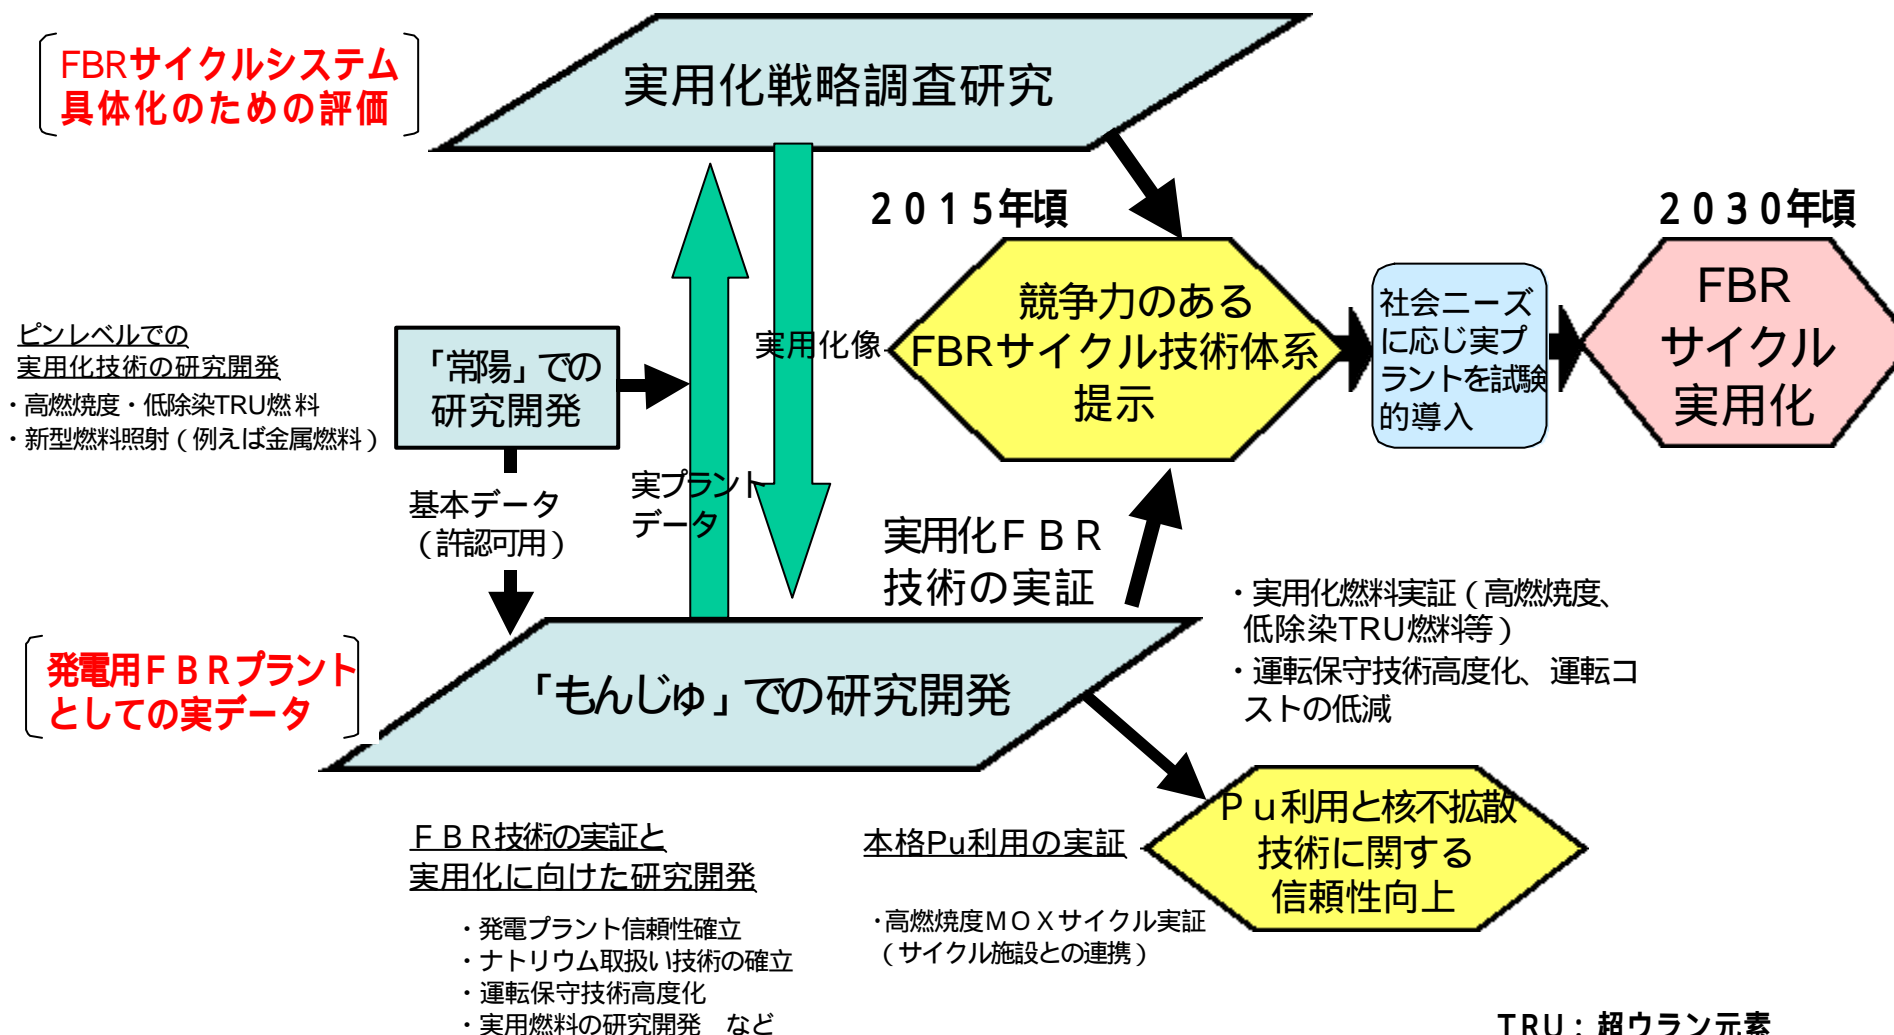 FBRサイクルシステム
具体化のための評価
実用化戦略調査研究
2015年頃
2030年頃
競争力のある
FBRサイクル技術体系
提示
社会ニーズ
に応じ実プ
ラントを試験
的導入
FBR
サイクル
実用化
ピンレベルでの
実用化技術の研究開発
・高燃焼度・低除染TRU燃料
・新型燃料照射(例えば金属燃料)
「常陽」での
研究開発
実用化像
基本データ
(許認可用)
実プラント
データ
実用化FBR
技術の実証
・実用化燃料実証(高燃焼度、
低除染TRU燃料等)
・運転保守技術高度化、運転コ
ストの低減
発電用FBRプラント
としての実データ
「もんじゅ」での研究開発
FBR技術の実証と
実用化に向けた研究開発
・発電プラント信頼性確立
・ナトリウム取扱い技術の確立
・運転保守技術高度化
・実用燃料の研究開発 など
本格Pu利用の実証
・高燃焼度MOXサイクル実証
(サイクル施設との連携)
Pu利用と核不拡散
技術に関する
信頼性向上
TRU:超ウラン元素